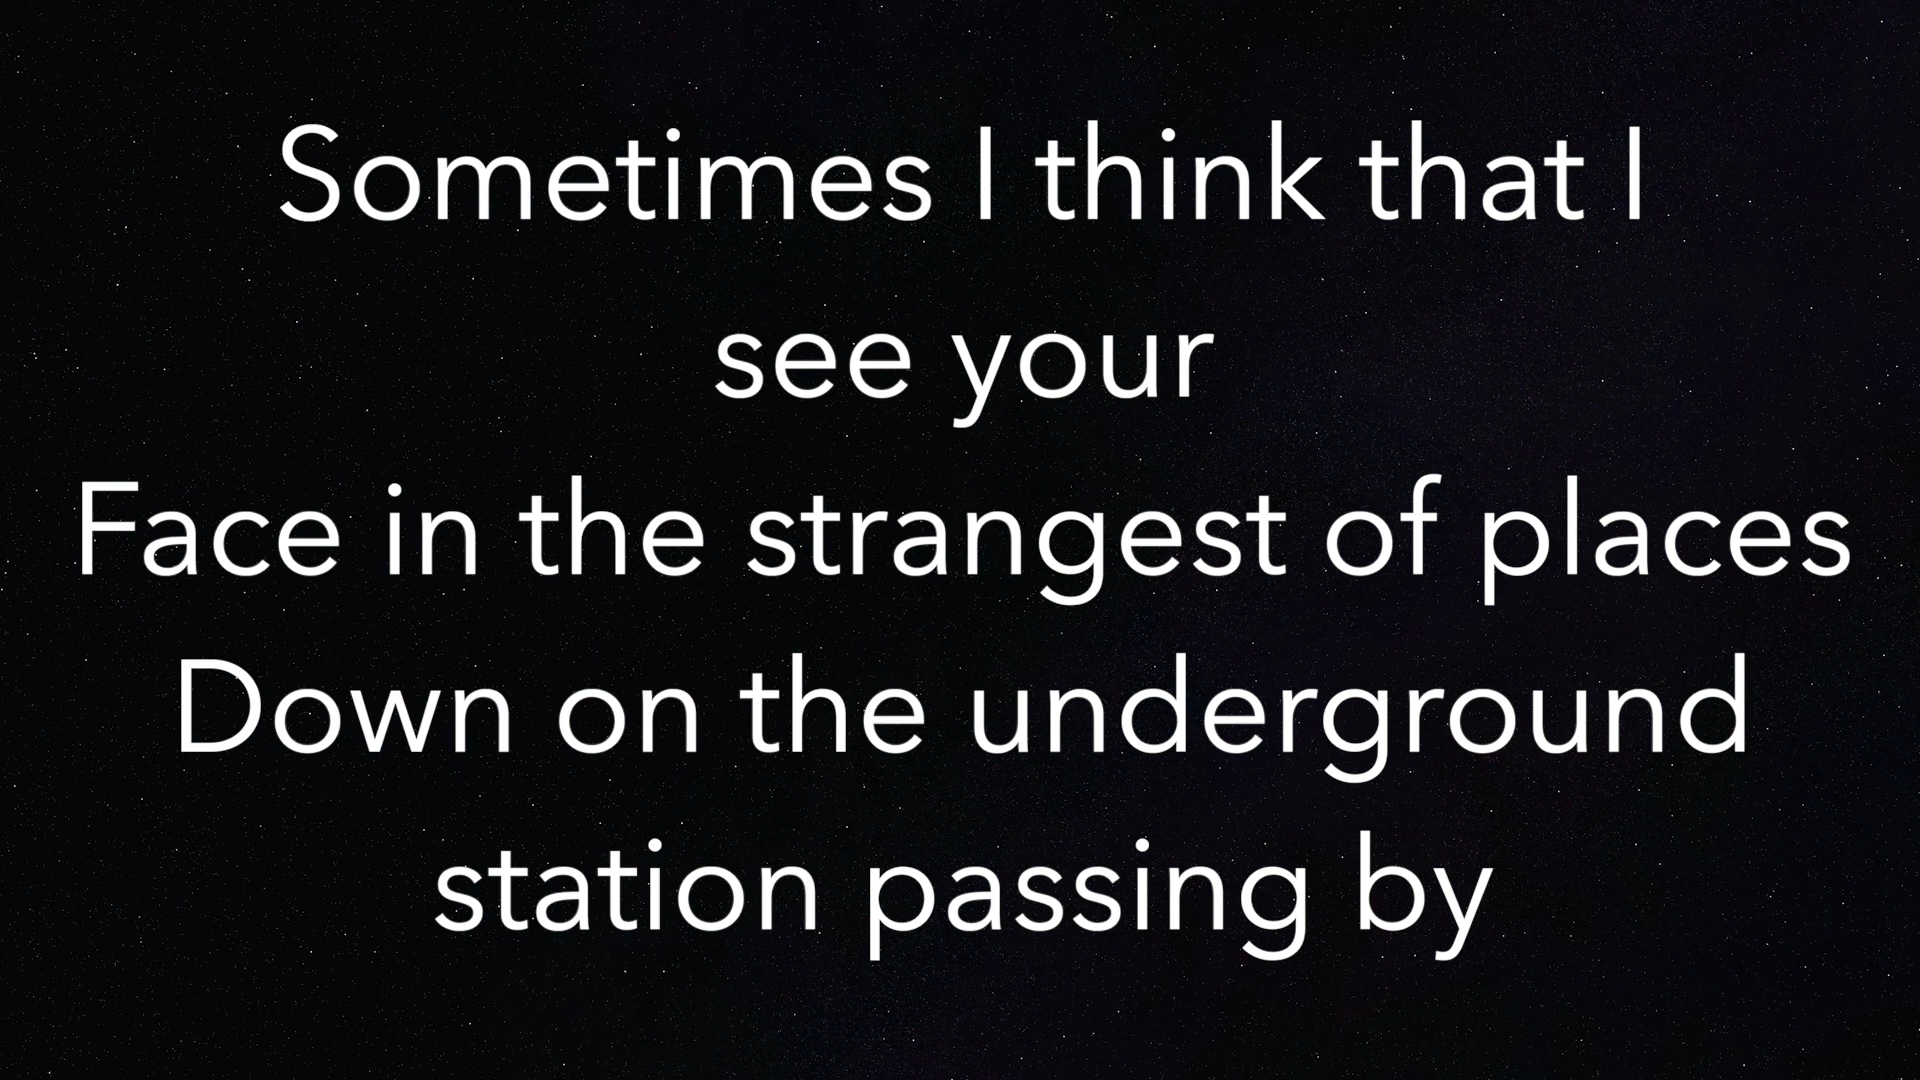 Sometimes I think that I
see your
Face in the strangest of places
Down on the underground
station passing by